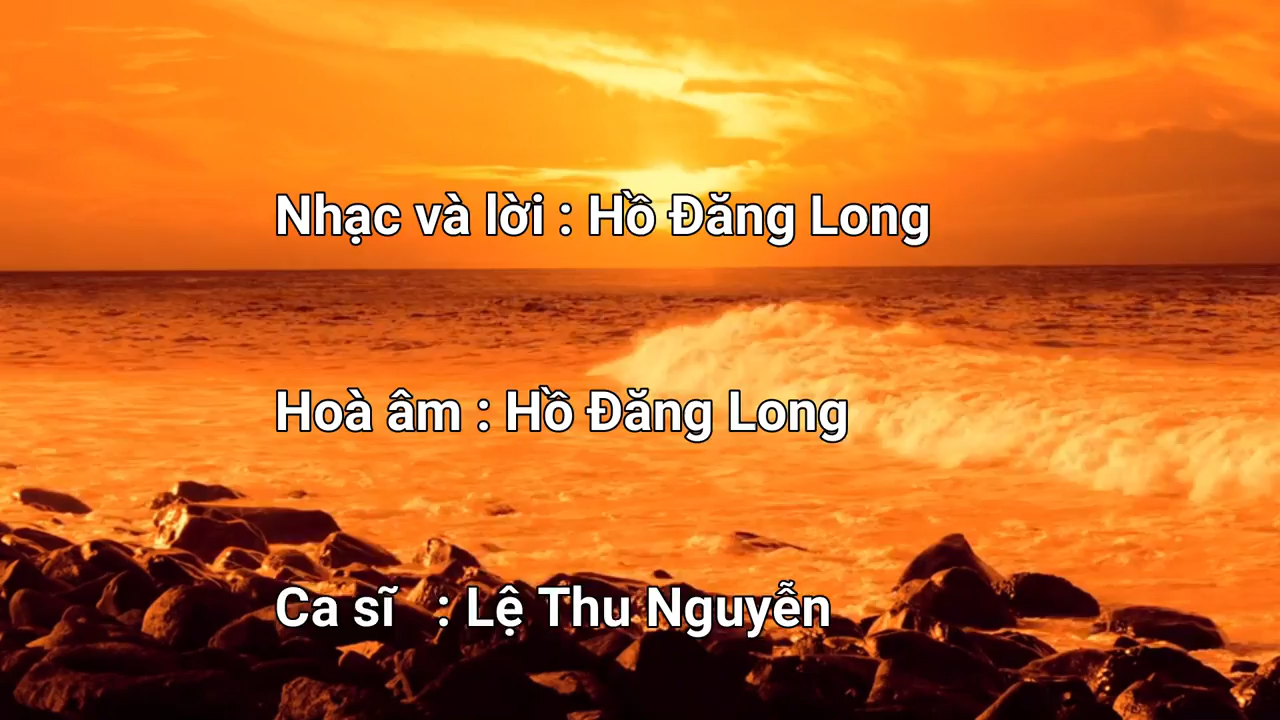 Nhạc và lời : Hồ Đăng Long
Hoà âm : Hồ Đăng Long
Ca sĩ   : Lệ Thu Nguyễn